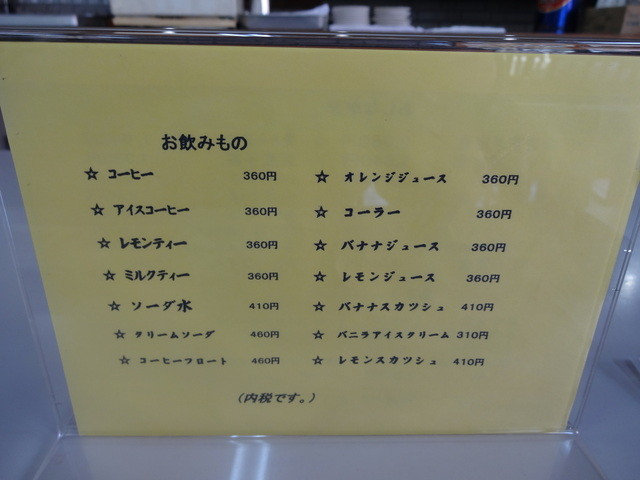 お飲みもの
☆ コーヒー 360円
☆ アイスコーヒー 360円
☆ レモンティー 360円
☆ ミルクティー 360円
☆ ソーダ水 410円
☆ クリームソーダ 460円
☆ コーヒーフロート 460円
☆ オレンジジュース 360円
☆ コーラー 360円
☆ バナナジュース 360円
☆ レモンジュース 360円
☆ バナナスカツシュ 410円
☆ バニラアイスクリーム 310円
☆ レモンスカツシュ 410円
(内税です。)